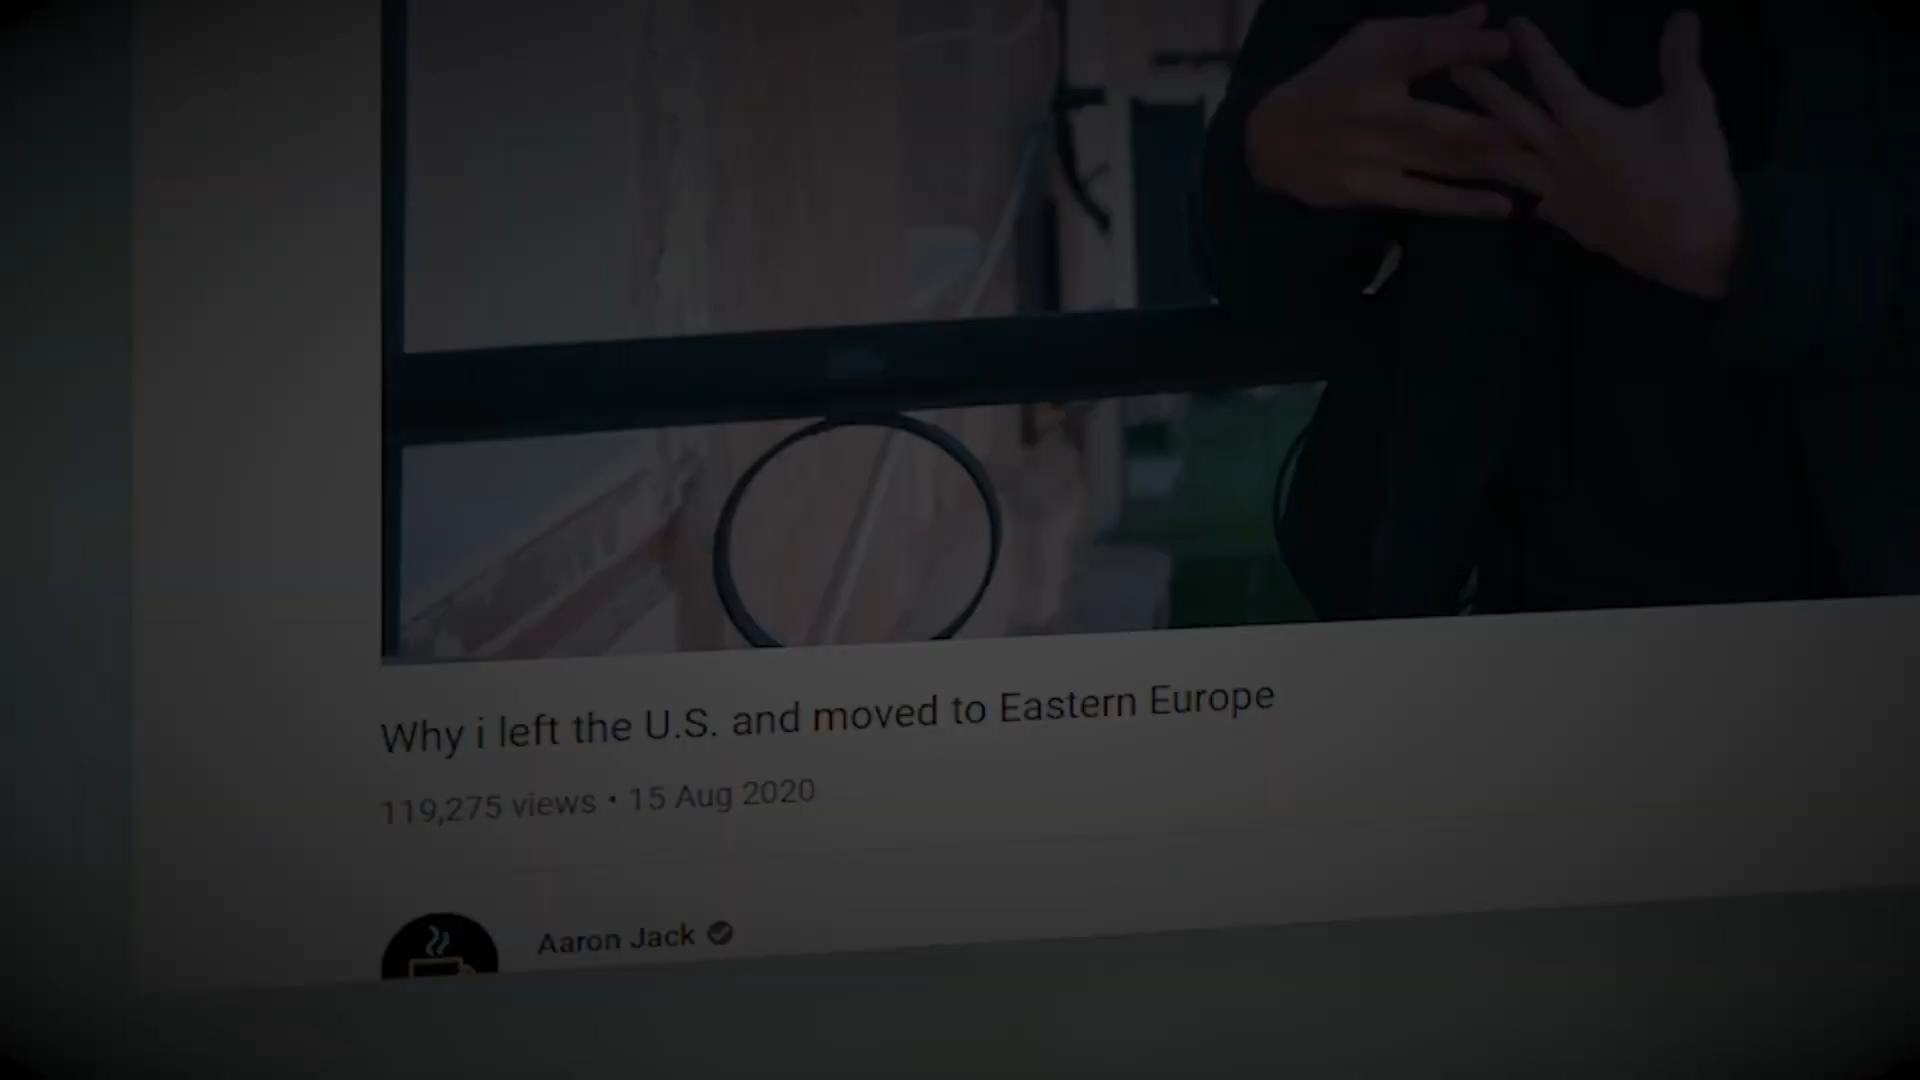 Why i left the U.S. and moved to Eastern Europe
119,275 views • 15 Aug 2020
Aaron Jack